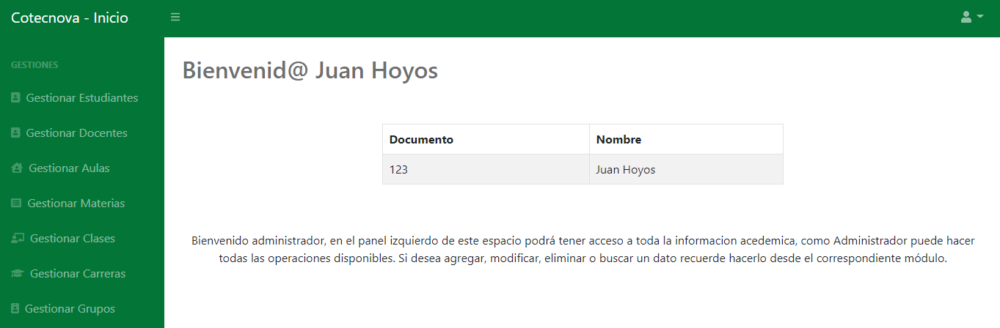 Cotecnova - Inicio
GESTIONES
Gestionar Estudiantes
Gestionar Docentes
Gestionar Aulas
Gestionar Materias
Gestionar Clases
Gestionar Carreras
Gestionar Grupos
Bienvenid@ Juan Hoyos
Documento Nombre
123 Juan Hoyos
Bienvenido administrador, en el panel izquierdo de este espacio podrá tener acceso a toda la informacion acedemica, como Administrador puede hacer
todas las operaciones disponibles. Si desea agregar, modificar, eliminar o buscar un dato recuerde hacerlo desde el correspondiente módulo.